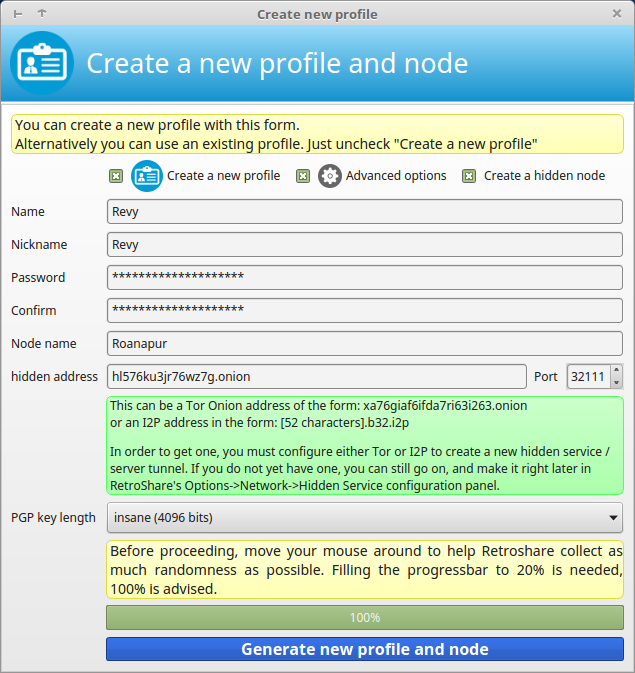 Create new profile
Create a new profile and node
You can create a new profile with this form.
Alternatively you can use an existing profile. Just uncheck "Create a new profile"
Create a new profile Advanced options Create a hidden node
Name Revy
Nickname Revy
Password ********************
Confirm ********************
Node name Roanapur
hidden address hl576ku3jr76wz7g.onion Port 32111
This can be a Tor Onion address of the form: xa76giaf6ifda7ri63i263.onion
or an I2P address in the form: [52 characters].b32.i2p
In order to get one, you must configure either Tor or I2P to create a new hidden service /
server tunnel. If you do not yet have one, you can still go on, and make it right later in
RetroShare's Options->Network->Hidden Service configuration panel.
PGP key length insane (4096 bits)
Before proceeding, move your mouse around to help Retroshare collect as
much randomness as possible. Filling the progressbar to 20% is needed,
100% is advised.
100%
Generate new profile and node